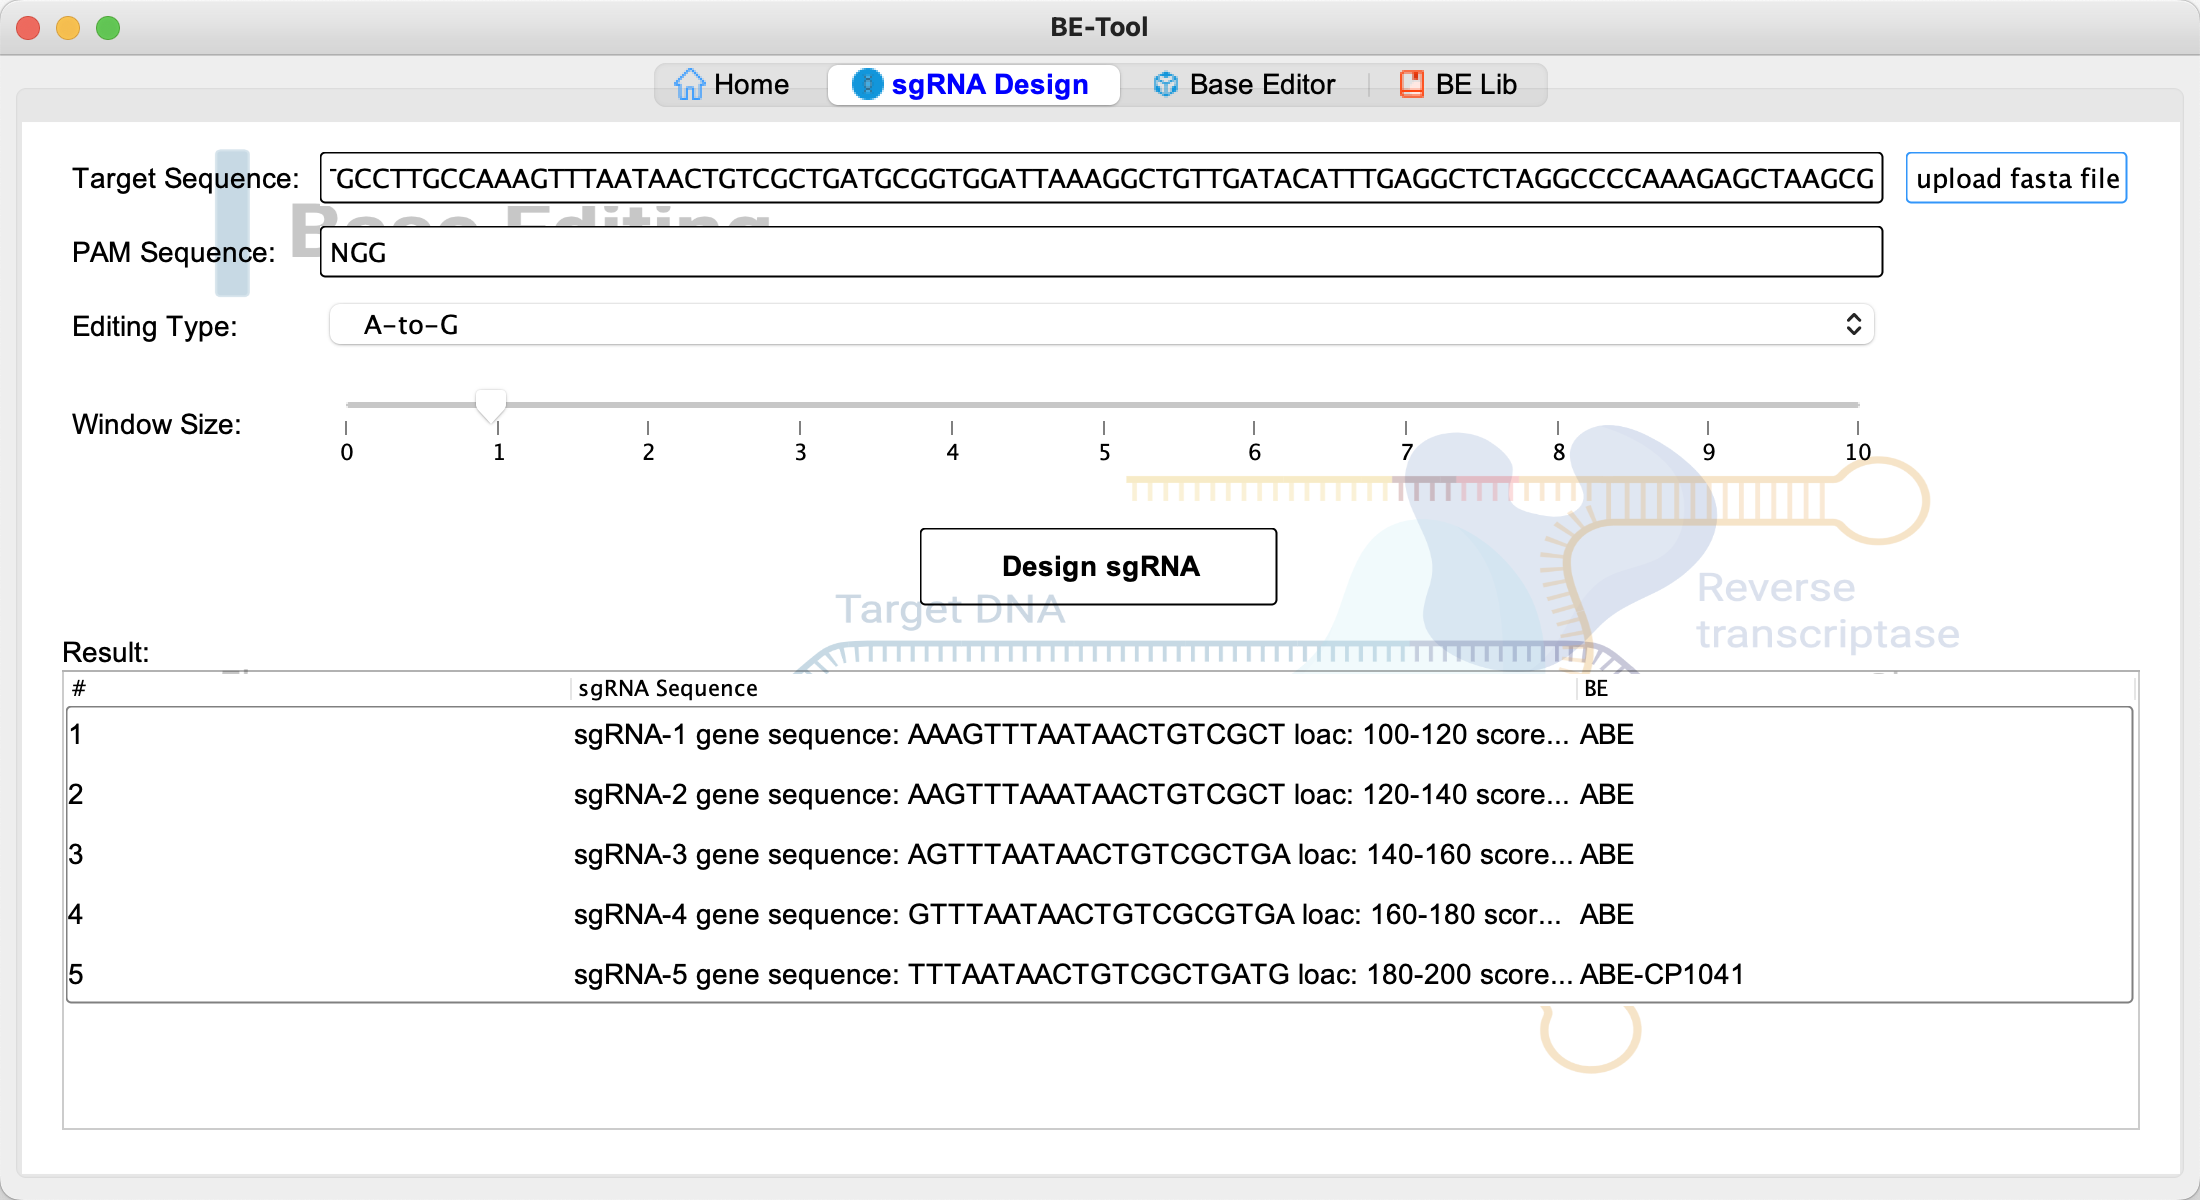 BE-Tool
Home
sgRNA Design
Base Editor
BE Lib
Target Sequence:
GCCTTGCCAAAGTTTAATAACTGTCGCTGATGCGGTGGATTAAAGGCTGTTGATACATTTGAGGCTCTAGGCCCCAAAGAGCTAAGCG
upload fasta file
Base Editing
PAM Sequence:
NGG
Editing Type:
A-to-G
Window Size:
0 1 2 3 4 5 6 7 8 9 10
Design sgRNA
Target DNA
Reverse
transcriptase
Result:
# sgRNA Sequence BE
1 sgRNA-1 gene sequence: AAAGTTTAATAACTGTCGCT loac: 100-120 score... ABE
2 sgRNA-2 gene sequence: AAGTTTAAATAACTGTCGCT loac: 120-140 score... ABE
3 sgRNA-3 gene sequence: AGTTTAATAACTGTCGCTGA loac: 140-160 score... ABE
4 sgRNA-4 gene sequence: GTTTAATAACTGTCGCGTGA loac: 160-180 scor... ABE
5 sgRNA-5 gene sequence: TTTAATAACTGTCGCTGATG loac: 180-200 score... ABE-CP1041